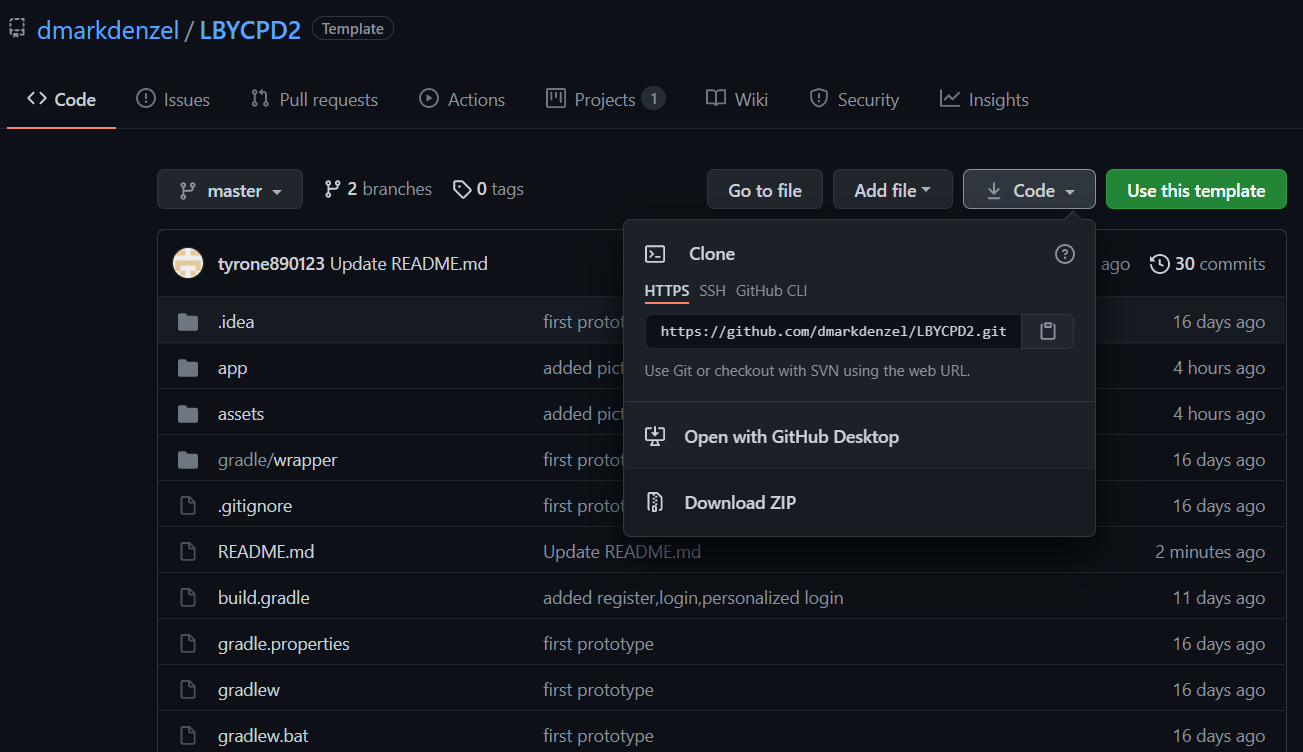 dmarkdenzel / LBYCPD2 Template
Code Issues Pull requests Actions Projects 1 Wiki Security Insights
master 2 branches 0 tags Go to file Add file Code Use this template
tyrone890123 Update README.md ago 30 commits
Clone
HTTPS SSH GitHub CLI
https://github.com/dmarkdenzel/LBYCPD2.git
Use Git or checkout with SVN using the web URL.
Open with GitHub Desktop
Download ZIP
.idea first 16 days ago
app added 4 hours ago
assets added 4 hours ago
gradle/wrapper first 16 days ago
.gitignore first 16 days ago
README.md Update README.md 2 minutes ago
build.gradle added register,login,personalized login 11 days ago
gradle.properties first prototype 16 days ago
gradlew first prototype 16 days ago
gradlew.bat first prototype 16 days ago